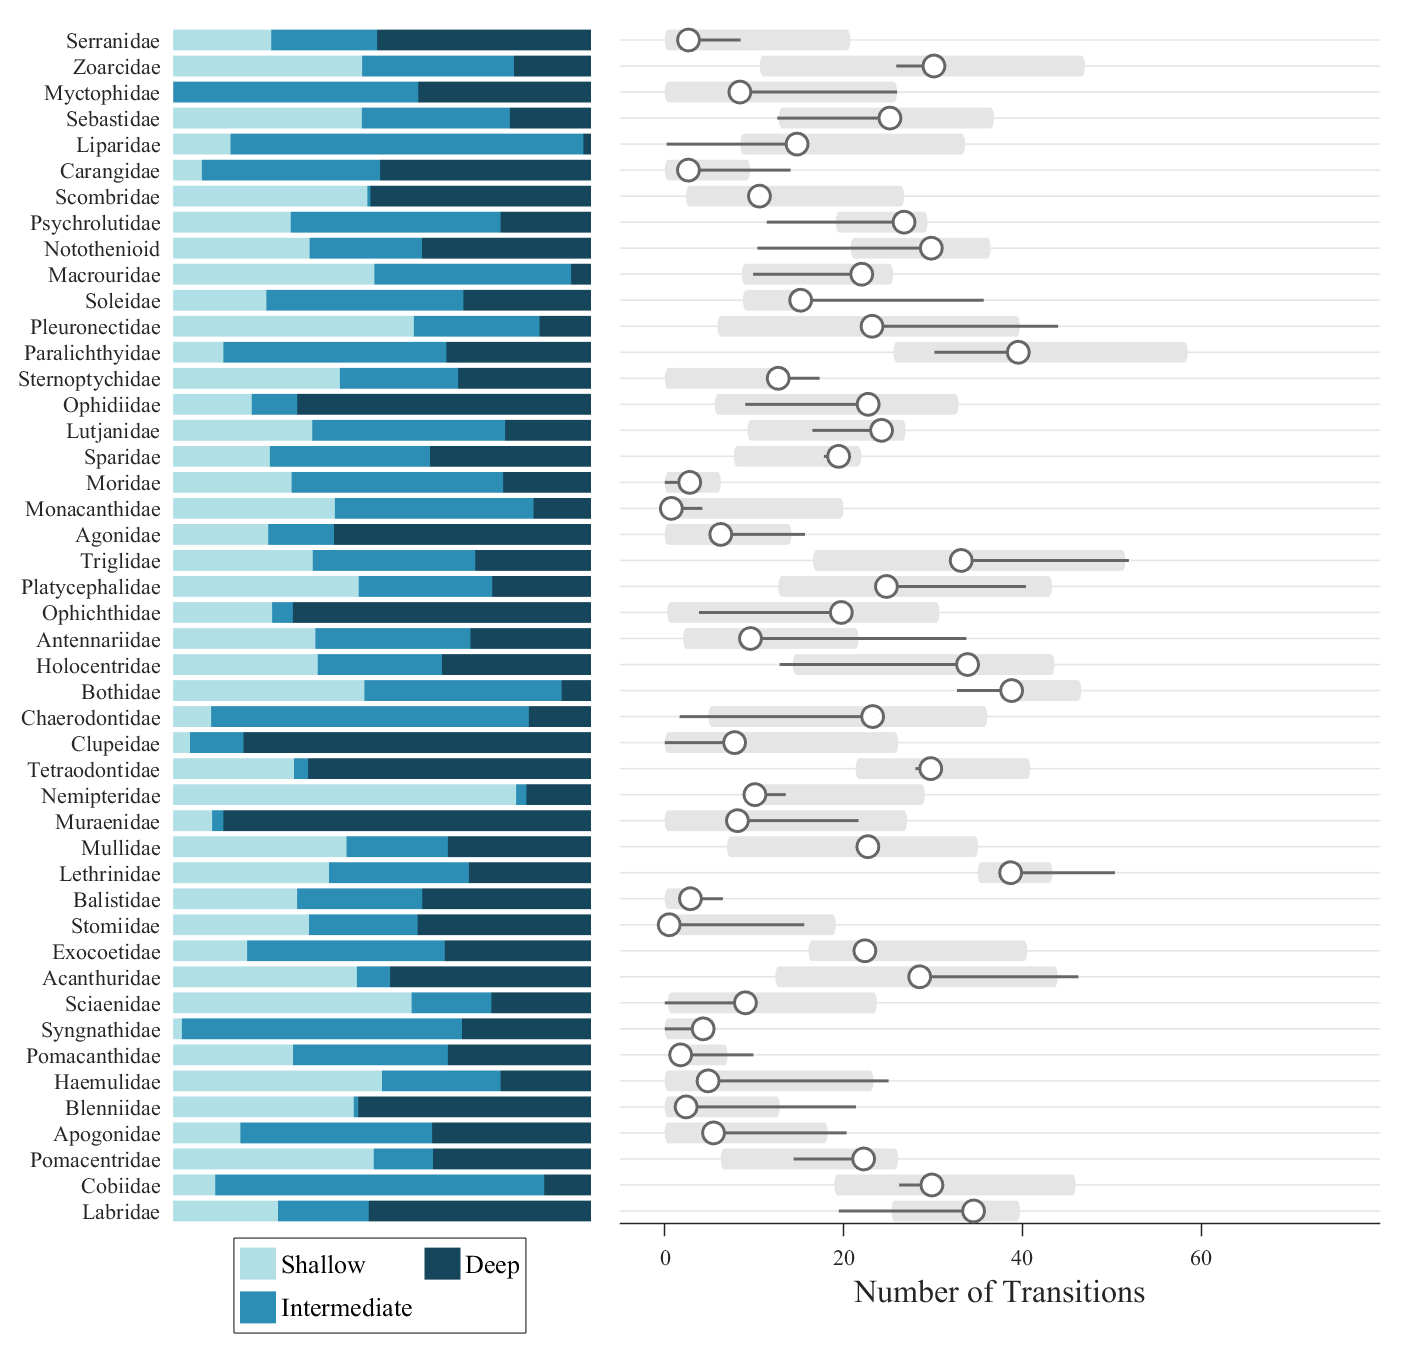 Serranidae
Zoarcidae
Myctophidae
Sebastidae
Liparidae
Carangidae
Scombridae
Psychrolutidae
Notothenioid
Macrouridae
Soleidae
Pleuronectidae
Paralichthyidae
Sternoptychidae
Ophidiidae
Lutjanidae
Sparidae
Moridae
Monacanthidae
Agonidae
Triglidae
Platycephalidae
Ophichthidae
Antennariidae
Holocentridae
Bothidae
Chaerodontidae
Clupeidae
Tetraodontidae
Nemipteridae
Muraenidae
Mullidae
Lethrinidae
Balistidae
Stomiidae
Exocoetidae
Acanthuridae
Sciaenidae
Syngnathidae
Pomacanthidae
Haemulidae
Blenniidae
Apogonidae
Pomacentridae
Cobiidae
Labridae
0 20 40 60
Number of Transitions
Shallow Deep
Intermediate